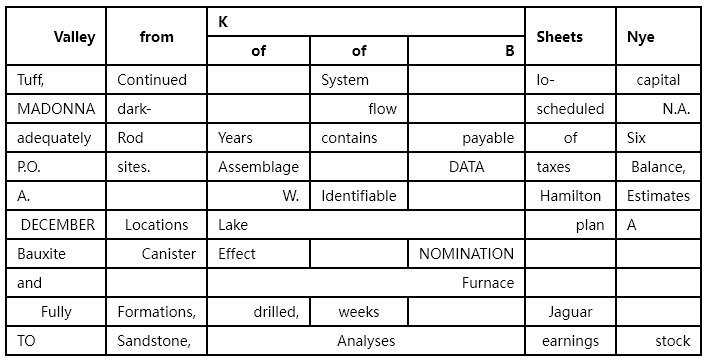 Valley from K Sheets Nye
of of B
Tuff, Continued System lo- capital
MADONNA dark- flow scheduled N.A.
adequately Rod Years contains payable of Six
P.O. sites. Assemblage DATA taxes Balance,
A. W. Identifiable Hamilton Estimates
DECEMBER Locations Lake plan A
Bauxite Canister Effect NOMINATION
and Furnace
Fully Formations, drilled, weeks Jaguar
TO Sandstone, Analyses earnings stock